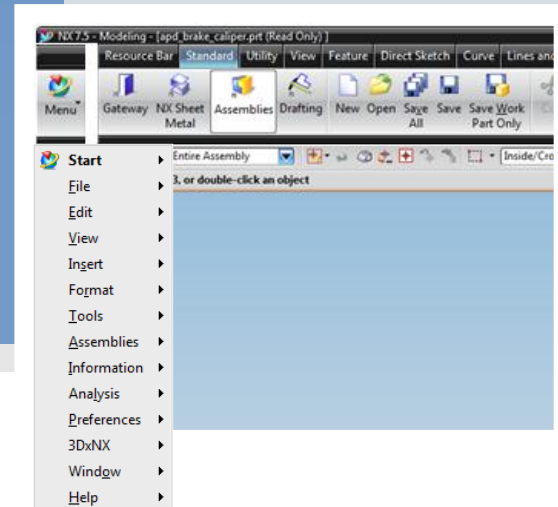 NX 7.5 - Modeling - [apd_brake_caliper.prt (Read Only) ]
Resource Bar Standard Utility View Feature Direct Sketch Curve Lines and
Menu Gateway NX Sheet Metal Assemblies Drafting New Open Save All Save Save Work Part Only
Entire Assembly Inside/Cro
3, or double-click an object
Start
File
Edit
View
Insert
Format
Tools
Assemblies
Information
Analysis
Preferences
3DxNX
Window
Help